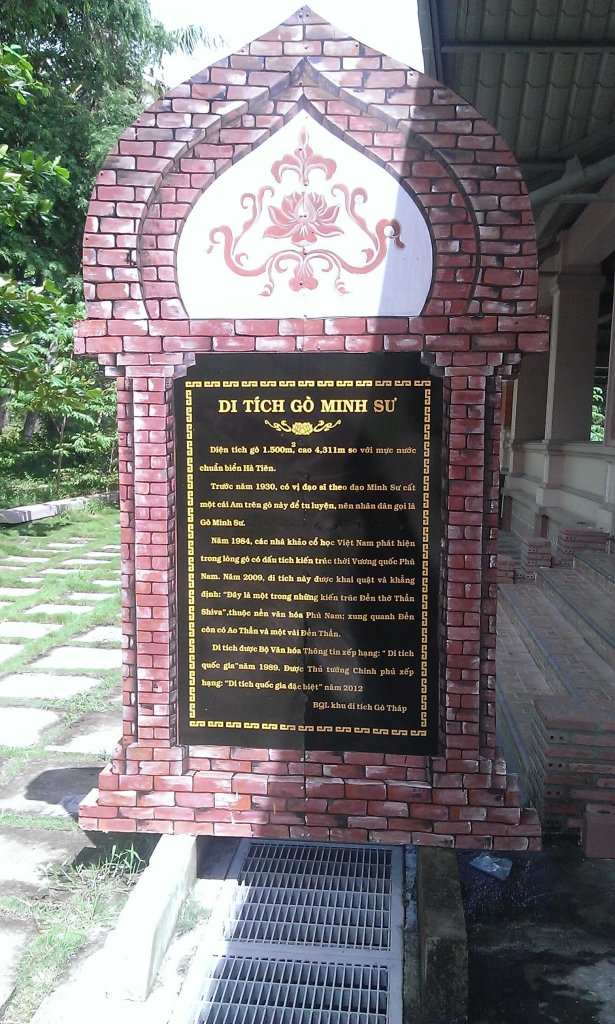 DI TÍCH GÒ MINH SƯ
Diện tích gò 1.500m², cao 4,311m so với mực nước
chuẩn biển Hà Tiên.
Trước năm 1930, có vị đạo sĩ theo đạo Minh Sư cất
một cái Am trên gò này để tu luyện, nên nhân dân gọi là
Gò Minh Sư.
Năm 1984, các nhà khảo cổ học Việt Nam phát hiện
trong lòng gò có dấu tích kiến trúc thời Vương quốc Phù
Nam. Năm 2009, di tích này được khai quật và khẳng
định: "Đây là một trong những kiến trúc Đền thờ Thần
Shiva",thuộc nền văn hóa Phù Nam; xung quanh Đền
còn có Ao Thần và một vài Đền Thần.
Di tích được Bộ Văn hóa Thông tin xếp hạng: " Di tích
quốc gia"năm 1989. Được Thủ tướng Chính phủ xếp
hạng: "Di tích quốc gia đặc biệt" năm 2012
BQL khu di tích Gò Tháp